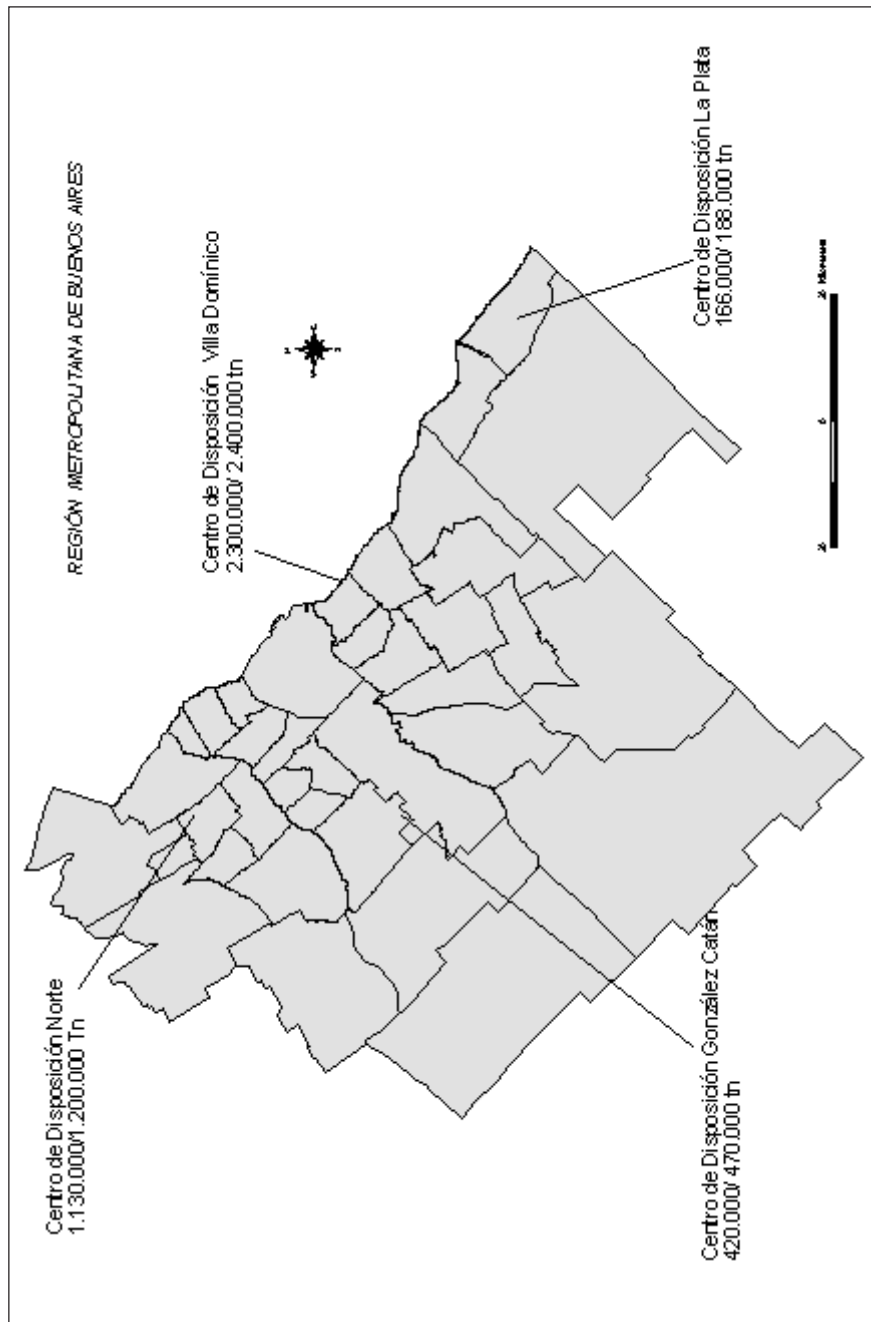 REGIÓN METROPOLITANA DE BUENOS AIRES
Centro de Disposición Norte
1.130.000/1.200.000 Tn
Centro de Disposición Villa Domínico
2.300.000/ 2.400.000 tn
Centro de Disposición González Catán
420.000/ 470.000 tn
Centro de Disposición La Plata
166.000/ 188.000 tn